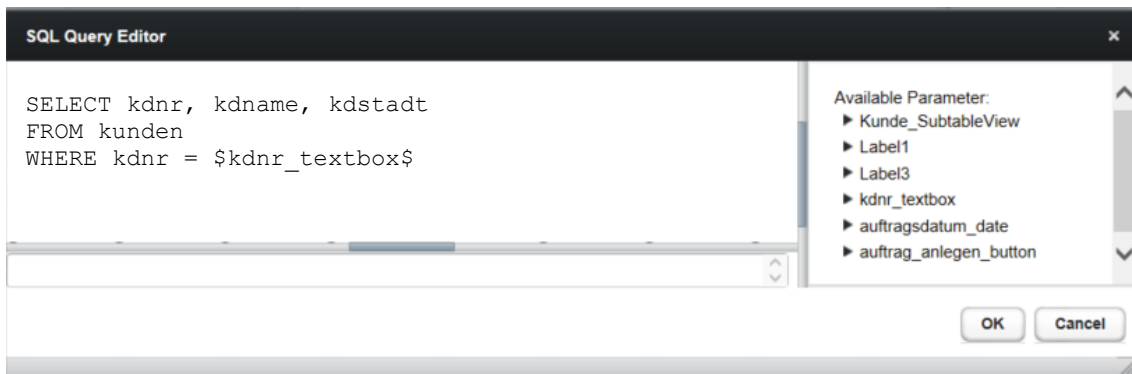 SQL Query Editor
SELECT kdnr, kdname, kdstadt
FROM kunden
WHERE kdnr = $kdnr_textbox$
Available Parameter:
Kunde_SubtableView
Label1
Label3
kdnr_textbox
auftragsdatum_date
auftrag_anlegen_button
OK Cancel